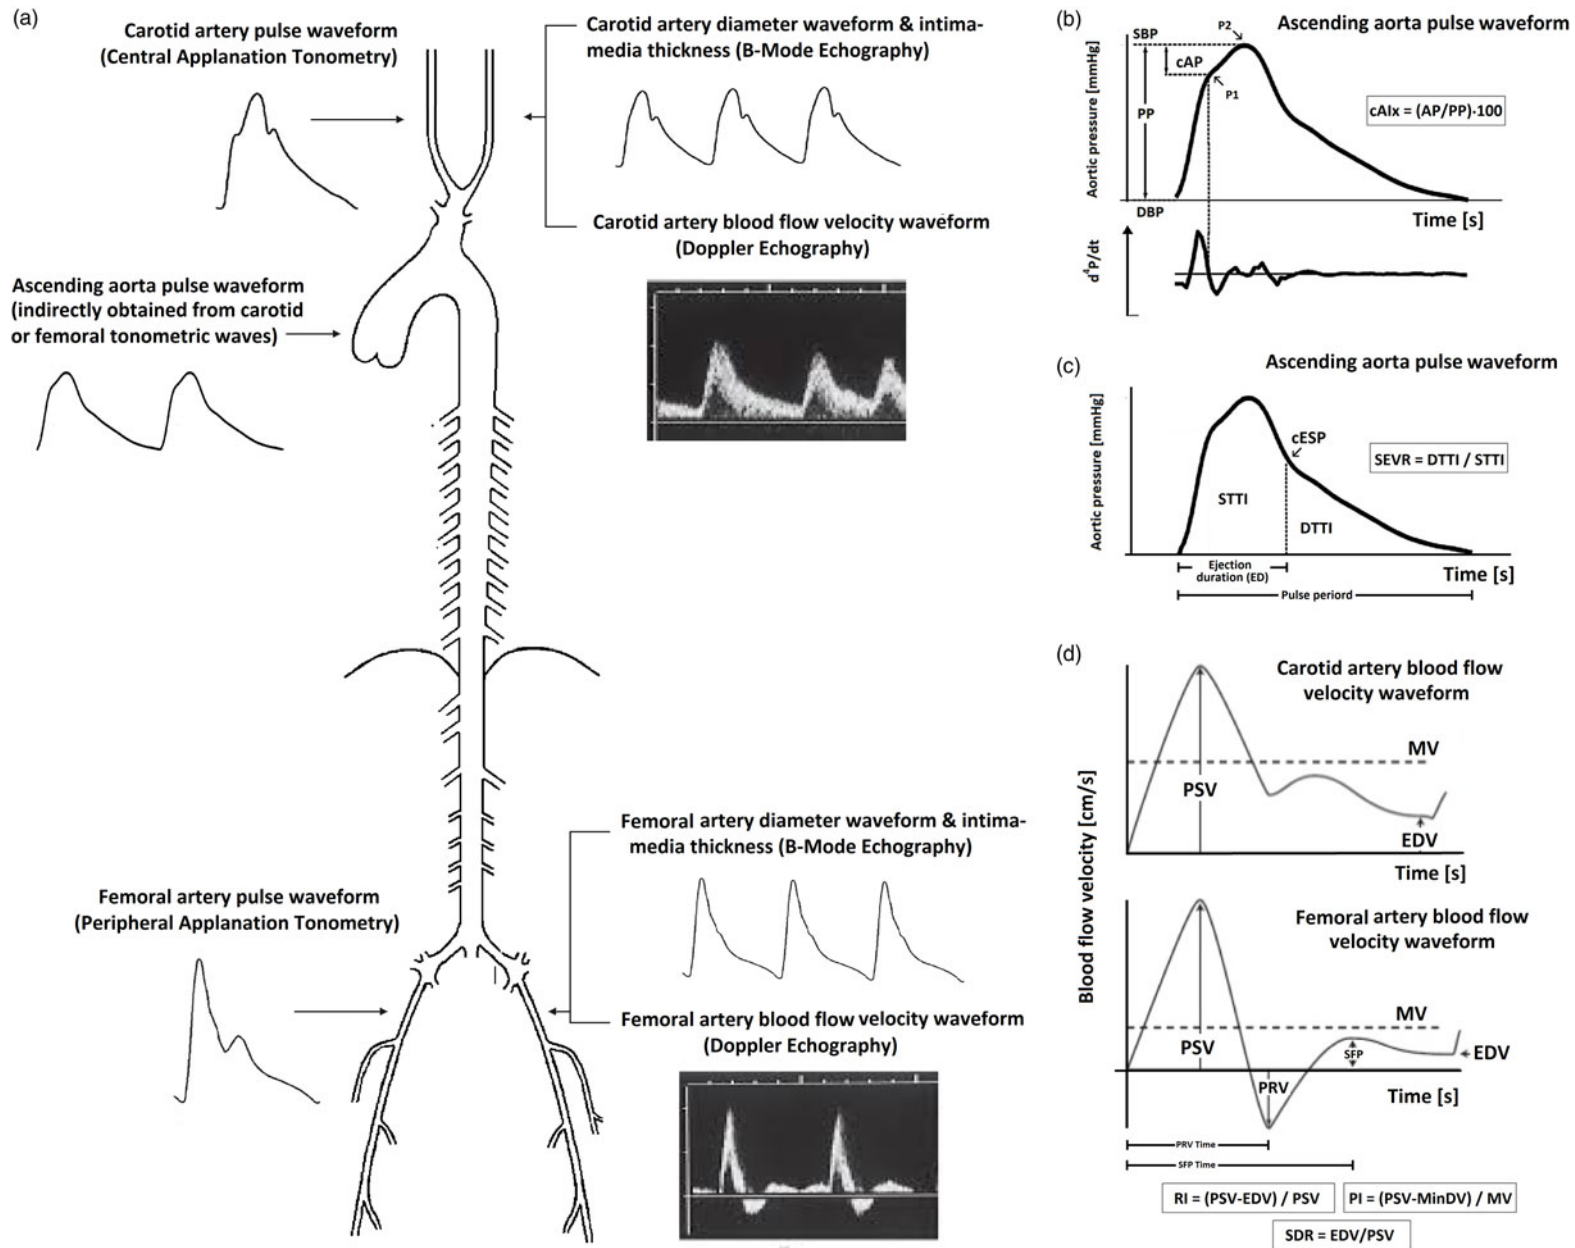 (a)
Carotid artery pulse waveform
(Central Applanation Tonometry)
Carotid artery diameter waveform & intima-
media thickness (B-Mode Echography)
Carotid artery blood flow velocity waveform
(Doppler Echography)
Ascending aorta pulse waveform
(indirectly obtained from carotid
or femoral tonometric waves)
Femoral artery diameter waveform & intima-
media thickness (B-Mode Echography)
Femoral artery pulse waveform
(Peripheral Applanation Tonometry)
Femoral artery blood flow velocity waveform
(Doppler Echography)
(b)
Ascending aorta pulse waveform
Aortic pressure [mmHg]
SBP
P2
cAP
P1
PP
cAIx = (AP/PP)·100
DBP
Time [s]
d⁴P/dt
(c)
Ascending aorta pulse waveform
Aortic pressure [mmHg]
cESP
SEVR = DTTI / STTI
STTI
DTTI
Ejection
duration (ED)
Time [s]
Pulse periord
(d)
Carotid artery blood flow
velocity waveform
Blood flow velocity [cm/s]
MV
PSV
EDV
Time [s]
Femoral artery blood flow
velocity waveform
MV
PSV
SFP
EDV
PRV
Time [s]
PRV Time
SFP Time
RI = (PSV-EDV) / PSV
PI = (PSV-MinDV) / MV
SDR = EDV/PSV